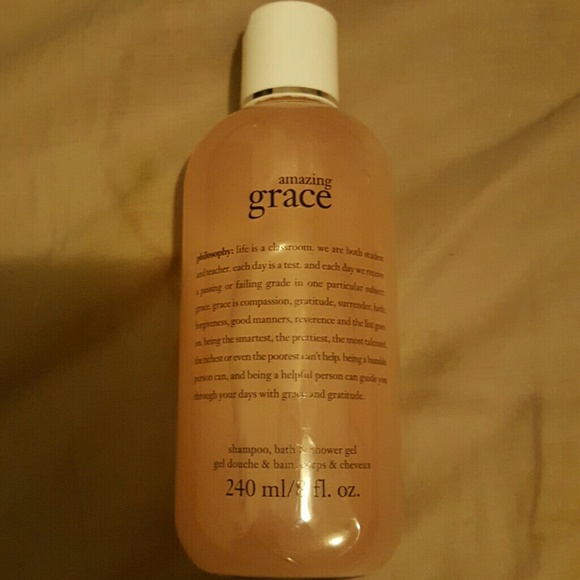 amazing
grace
philosophy: life is a classroom. we are both student
and teacher. each day is a test. and each day we receive
a passing or failing grade in one particular subject:
grace. grace is compassion, gratitude, surrender, faith,
forgiveness, good manners, reverence and the list goes
on. being the smartest, the prettiest, the most talented,
the richest or even the poorest can't help. being a humble
person can, and being a helpful person can guide you
through your days with grace and gratitude.
shampoo, bath & shower gel
gel douche & bain, corps & cheveux
240 ml/8 fl. oz.